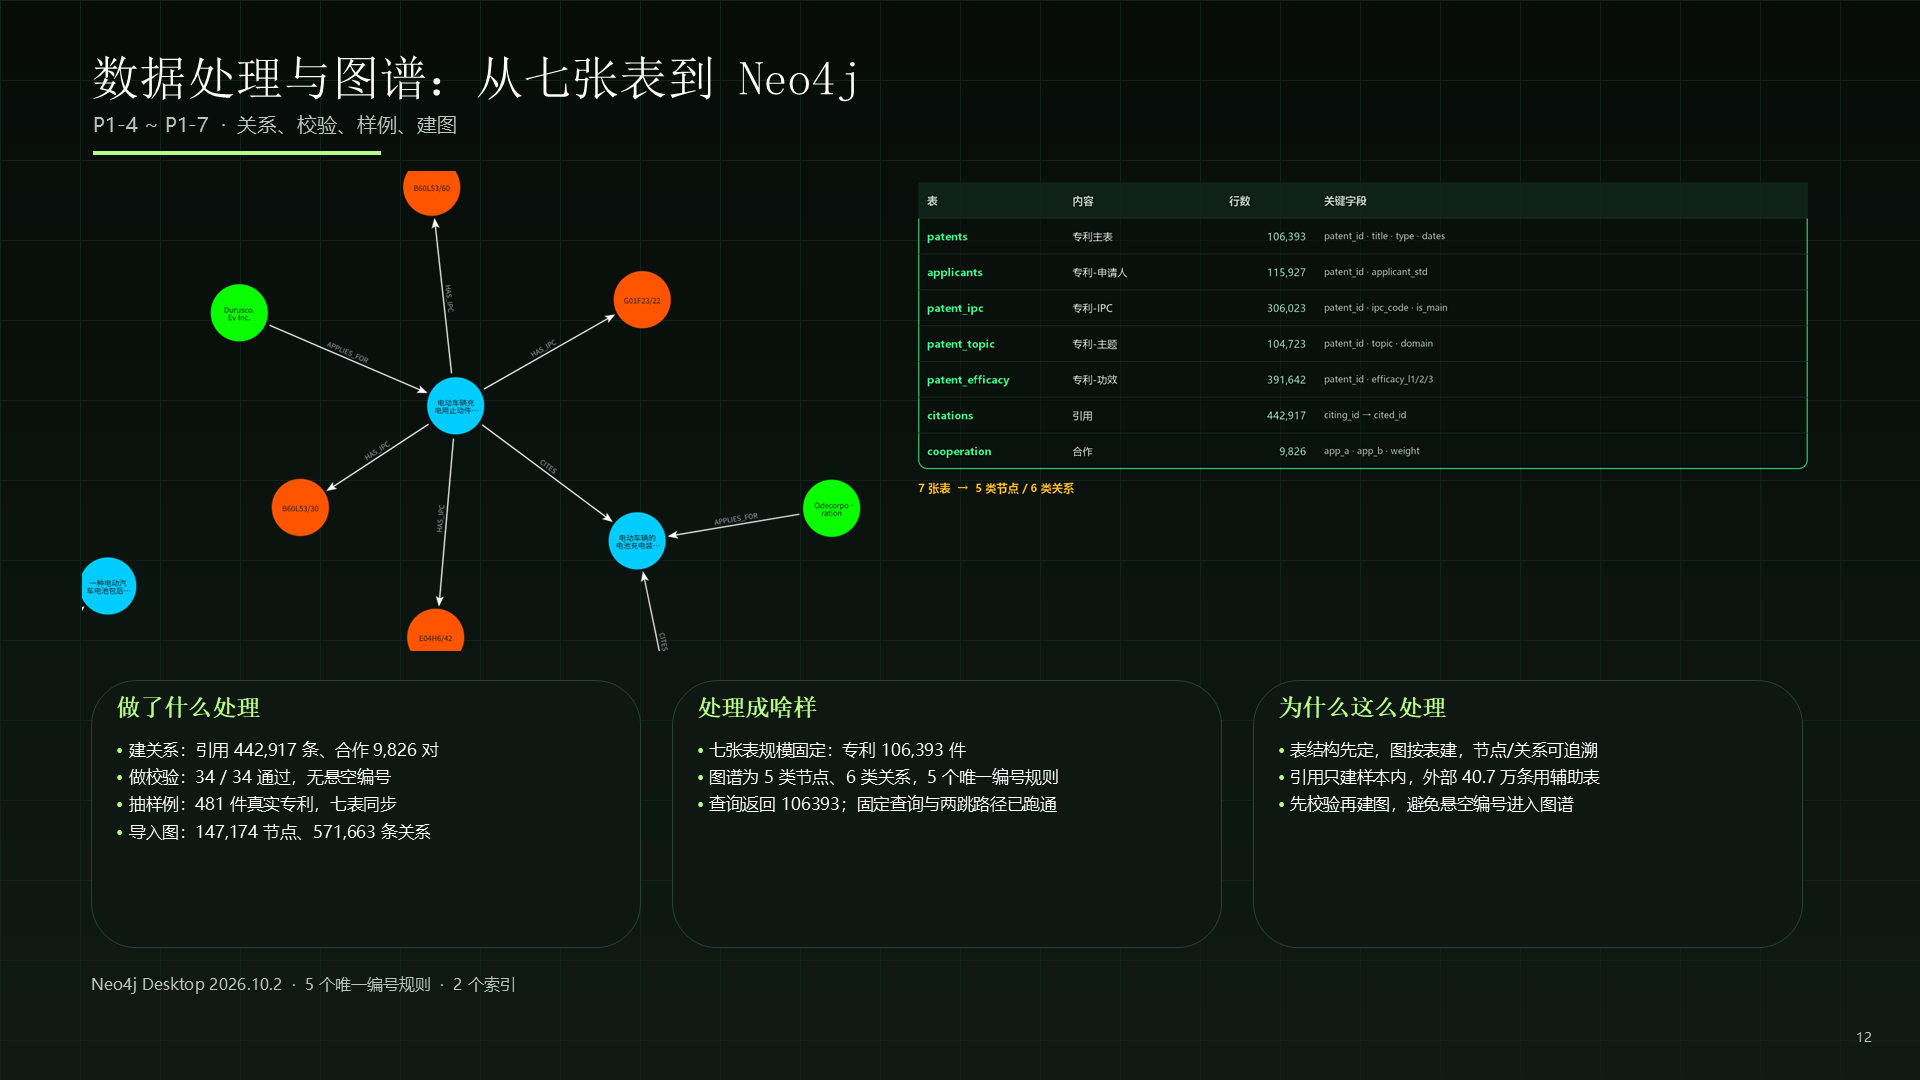 数据处理与图谱：从七张表到 Neo4j
P1-4 ~ P1-7 · 关系、校验、样例、建图
B60L53/60
G01F23/22
Durusco.
Ev Inc.
HAS_IPC
APPLIES_FOR
HAS_IPC
电动车辆充
电用止动件…
HAS_IPC
CITES
B60L53/30
HAS_IPC
Odecorpo
ration
APPLIES_FOR
电动车辆的
电池充电装…
一种电动汽
车电池包后…
E04H6/42
CITES
表 内容 行数 关键字段
patents 专利主表 106,393 patent_id · title · type · dates
applicants 专利-申请人 115,927 patent_id · applicant_std
patent_ipc 专利-IPC 306,023 patent_id · ipc_code · is_main
patent_topic 专利-主题 104,723 patent_id · topic · domain
patent_efficacy 专利-功效 391,642 patent_id · efficacy_l1/2/3
citations 引用 442,917 citing_id → cited_id
cooperation 合作 9,826 app_a · app_b · weight
7 张表 → 5 类节点 / 6 类关系
做了什么处理
• 建关系：引用 442,917 条、合作 9,826 对
• 做校验：34 / 34 通过，无悬空编号
• 抽样例：481 件真实专利，七表同步
• 导入图：147,174 节点、571,663 条关系
处理成啥样
• 七张表规模固定：专利 106,393 件
• 图谱为 5 类节点、6 类关系，5 个唯一编号规则
• 查询返回 106393；固定查询与两跳路径已跑通
为什么这么处理
• 表结构先定，图按表建，节点/关系可追溯
• 引用只建样本内，外部 40.7 万条用辅助表
• 先校验再建图，避免悬空编号进入图谱
Neo4j Desktop 2026.10.2 · 5 个唯一编号规则 · 2 个索引
12